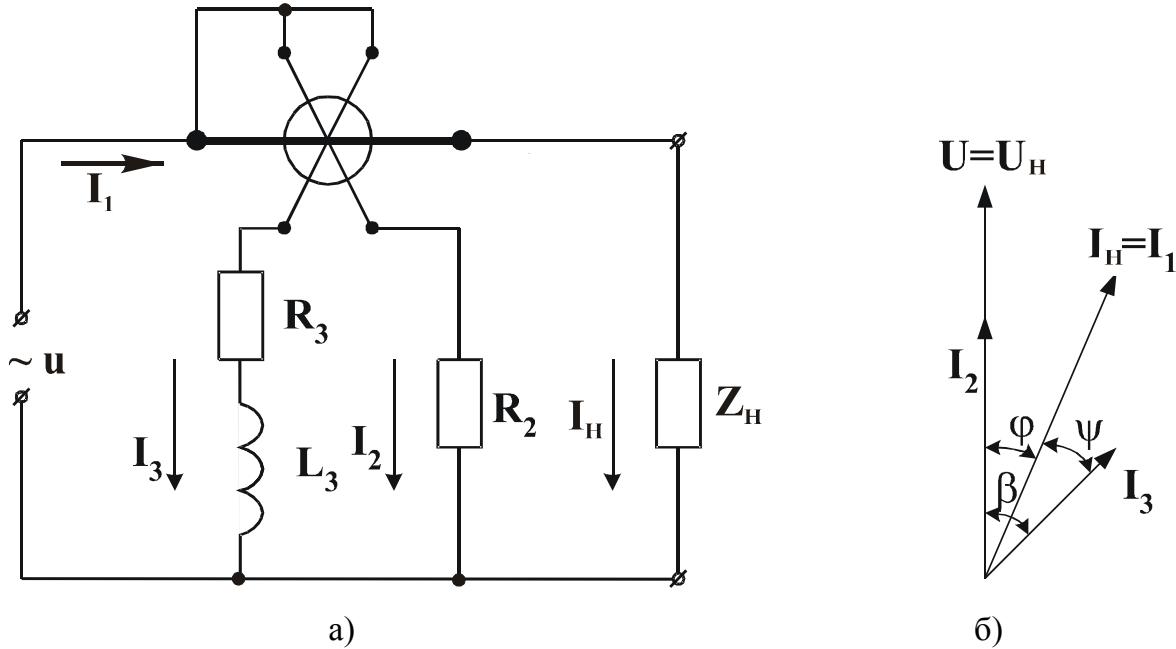 I₁
~ u
R₃
L₃
I₃
I₂
R₂
Iн
Zн
а)
U=Uн
Iн=I₁
I₂
φ
ψ
β
I₃
б)